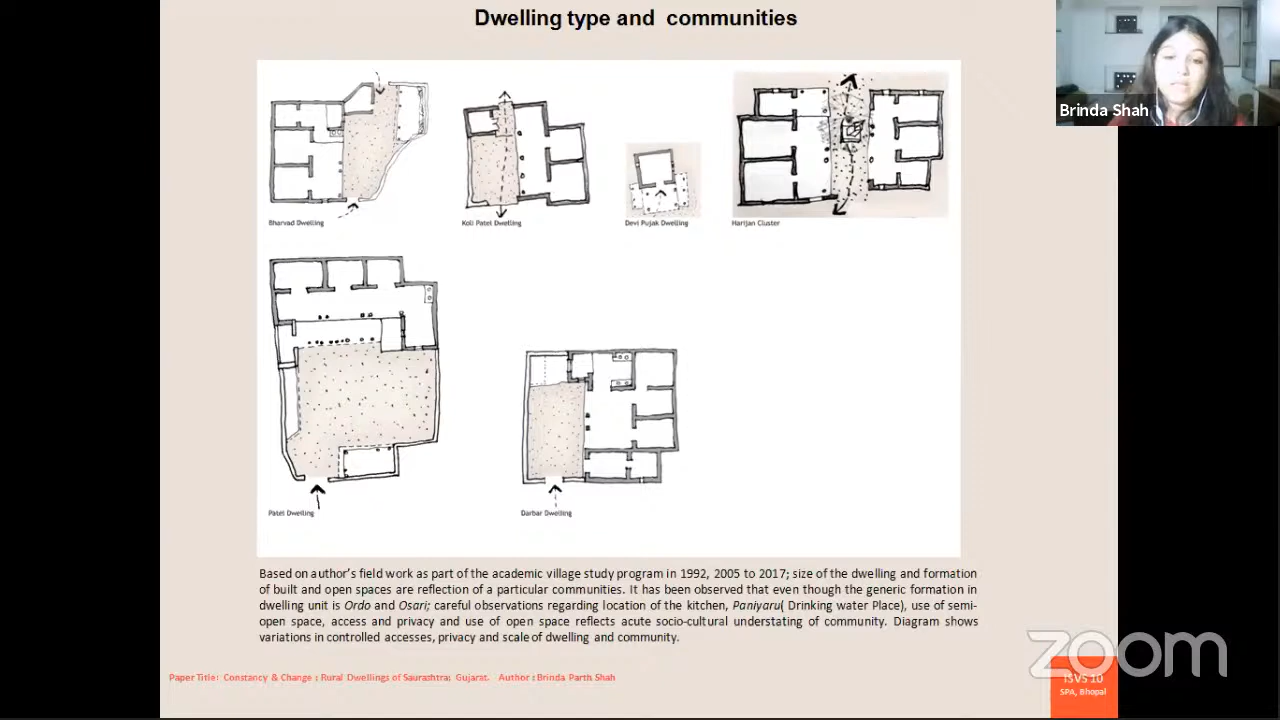 Dwelling type and communities
Brinda Shah
Bharvad Dwelling
Koli Patel Dwelling
Devi Pujak Dwelling
Harijan Cluster
Patel Dwelling
Darbar Dwelling
Based on author's field work as part of the academic village study program in 1992, 2005 to 2017; size of the dwelling and formation
of built and open spaces are reflection of a particular communities. It has been observed that even though the generic formation in
dwelling unit is Ordo and Osari; careful observations regarding location of the kitchen, Paniyaru( Drinking water Place), use of semi-
open space, access and privacy and use of open space reflects acute socio-cultural understating of community. Diagram shows
variations in controlled accesses, privacy and scale of dwelling and community.
zoom
Paper Title: Constancy & Change : Rural Dwellings of Saurashtra: Gujarat. Author : Brinda Parth Shah
ISVS 10
SPA, Bhopal